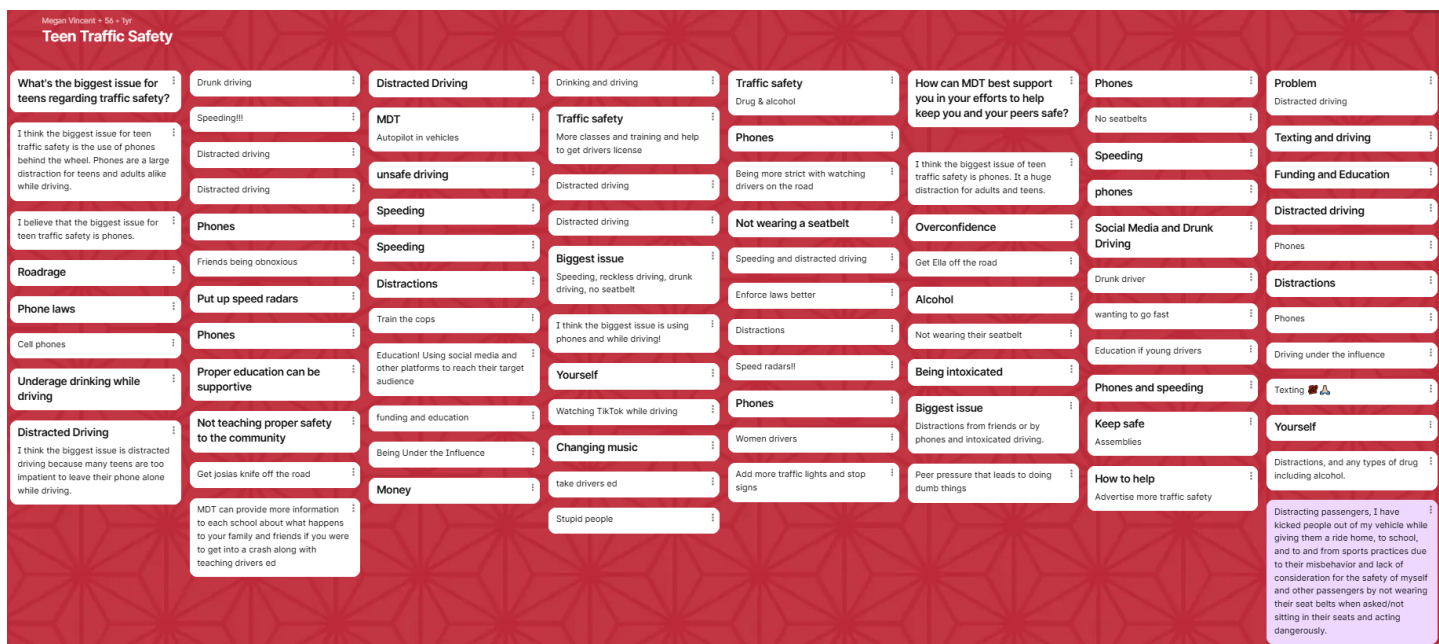 Megan Vincent + 56 • 1yr
Teen Traffic Safety
What's the biggest issue for
teens regarding traffic safety?
I think the biggest issue for teen
traffic safety is the use of phones
behind the wheel. Phones are a large
distraction for teens and adults alike
while driving.
I believe that the biggest issue for
teen traffic safety is phones.
Roadrage
Phone laws
Cell phones
Underage drinking while
driving
Distracted Driving
I think the biggest issue is distracted
driving because many teens are too
impatient to leave their phone alone
while driving.
Drunk driving
Speeding!!!
Distracted driving
Distracted driving
Phones
Friends being obnoxious
Put up speed radars
Phones
Proper education can be
supportive
Not teaching proper safety
to the community
Get josias knife off the road
MDT can provide more information
to each school about what happens
to your family and friends if you were
to get into a crash along with
teaching drivers ed
Distracted Driving
MDT
Autopilot in vehicles
unsafe driving
Speeding
Speeding
Distractions
Train the cops
Education! Using social media and
other platforms to reach their target
audience
funding and education
Being Under the Influence
Money
Drinking and driving
Traffic safety
More classes and training and help
to get drivers license
Distracted driving
Distracted driving
Biggest issue
Speeding, reckless driving, drunk
driving, no seatbelt
I think the biggest issue is using
phones and while driving!
Yourself
Watching TikTok while driving
Changing music
take drivers ed
Stupid people
Traffic safety
Drug & alcohol
Phones
Being more strict with watching
drivers on the road
Not wearing a seatbelt
Speeding and distracted driving
Enforce laws better
Distractions
Speed radars!!
Phones
Women drivers
Add more traffic lights and stop
signs
How can MDT best support
you in your efforts to help
keep you and your peers safe?
I think the biggest issue of teen
traffic safety is phones. It a huge
distraction for adults and teens.
Overconfidence
Get Ella off the road
Alcohol
Not wearing their seatbelt
Being intoxicated
Biggest issue
Distractions from friends or by
phones and intoxicated driving.
Peer pressure that leads to doing
dumb things
Phones
No seatbelts
Speeding
phones
Social Media and Drunk
Driving
Drunk driver
wanting to go fast
Education if young drivers
Phones and speeding
Keep safe
Assemblies
How to help
Advertise more traffic safety
Problem
Distracted driving
Texting and driving
Funding and Education
Distracted driving
Phones
Distractions
Phones
Driving under the influence
Texting
Yourself
Distractions, and any types of drug
including alcohol.
Distracting passengers, I have
kicked people out of my vehicle while
giving them a ride home, to school,
and to and from sports practices due
to their misbehavior and lack of
consideration for the safety of myself
and other passengers by not wearing
their seat belts when asked/not
sitting in their seats and acting
dangerously.